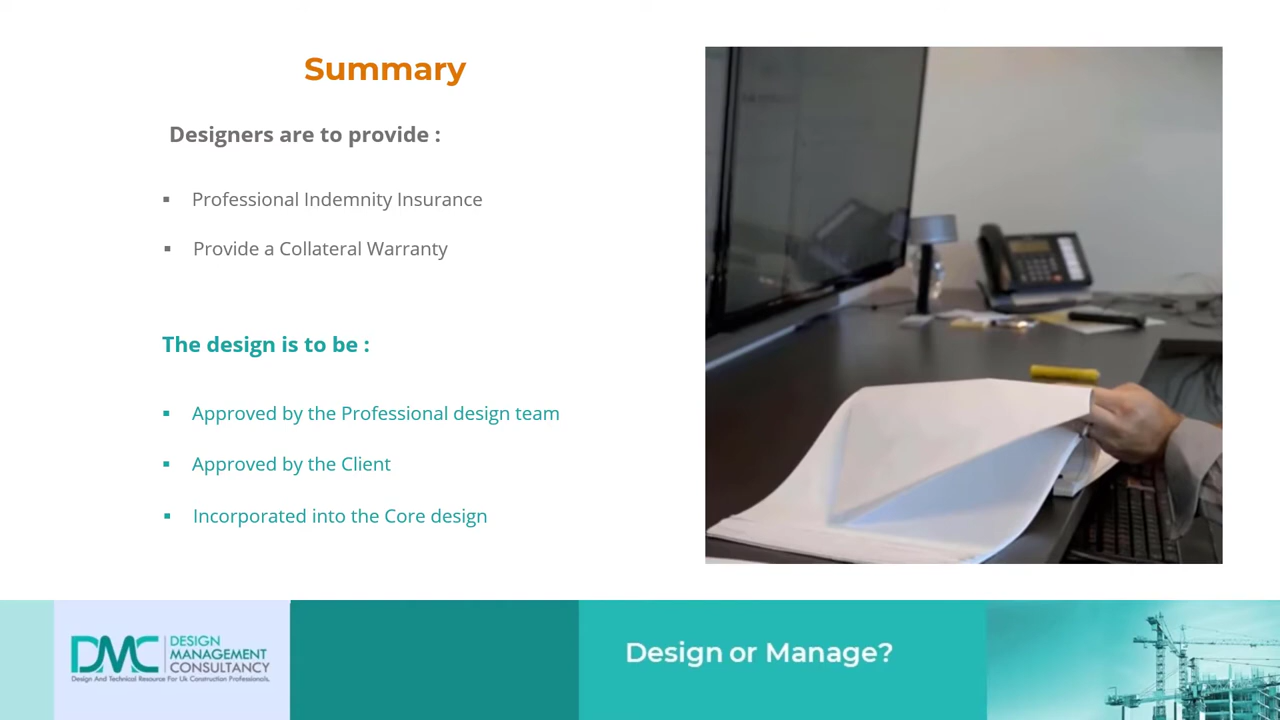 Summary
Designers are to provide :
▪ Professional Indemnity Insurance
▪ Provide a Collateral Warranty
The design is to be :
▪ Approved by the Professional design team
▪ Approved by the Client
▪ Incorporated into the Core design
DMC
DESIGN
MANAGEMENT
CONSULTANCY
Design And Technical Resource For Uk Construction Professionals.
Design or Manage?